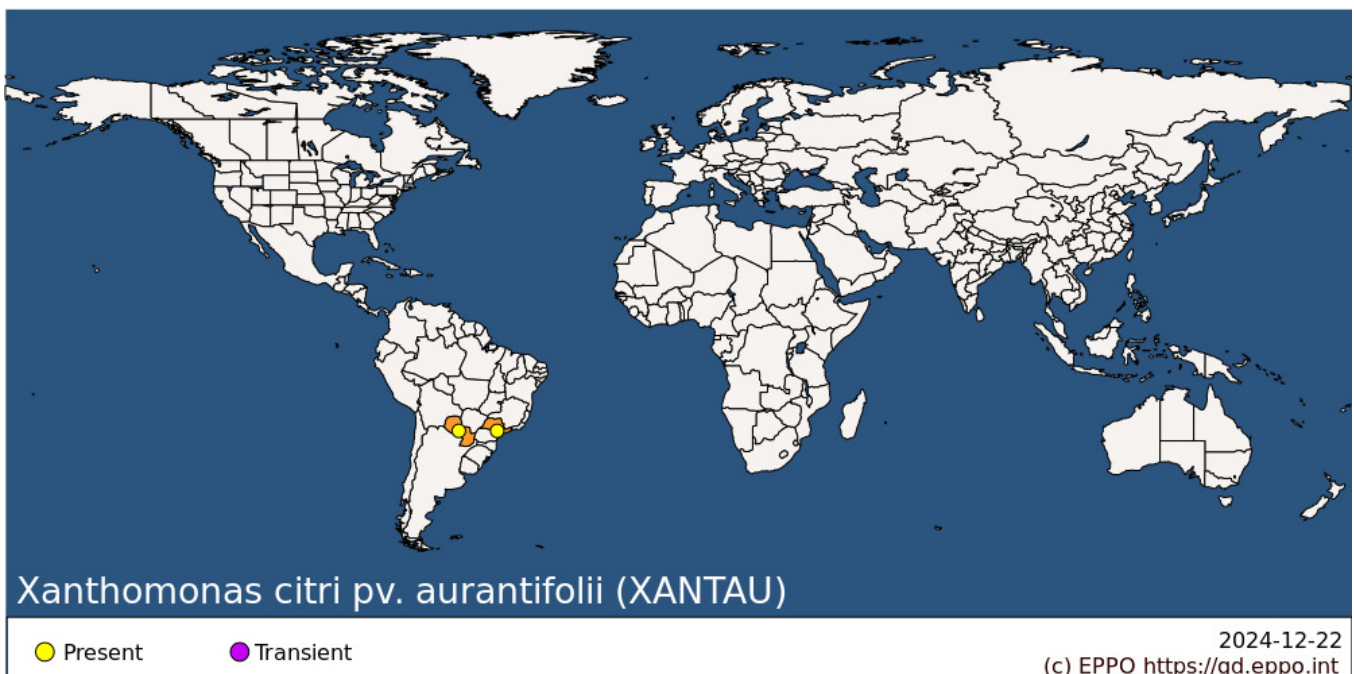 Xanthomonas citri pv. aurantifolii (XANTAU)
Present
Transient
2024-12-22
(c) EPPO https://gd.eppo.int